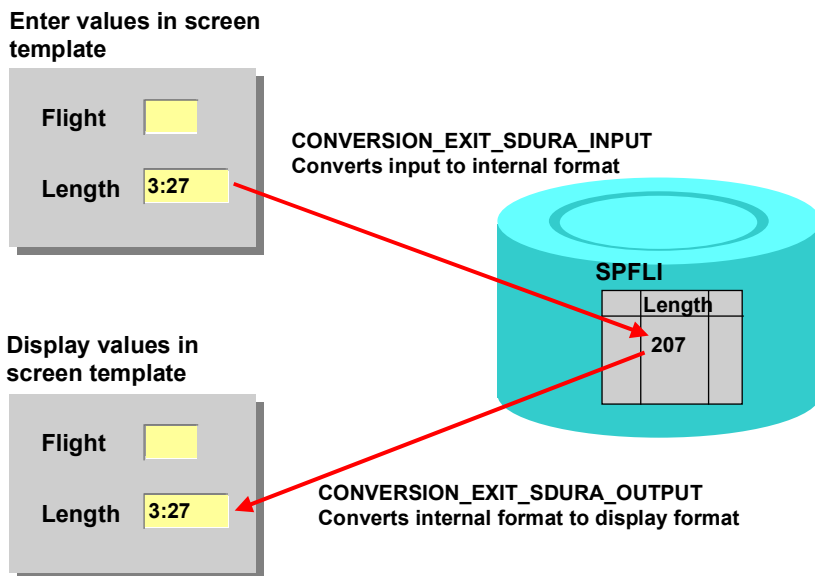 Enter values in screen
template
Flight
Length 3:27
CONVERSION_EXIT_SDURA_INPUT
Converts input to internal format
SPFLI
Length
207
Display values in
screen template
Flight
Length 3:27
CONVERSION_EXIT_SDURA_OUTPUT
Converts internal format to display format